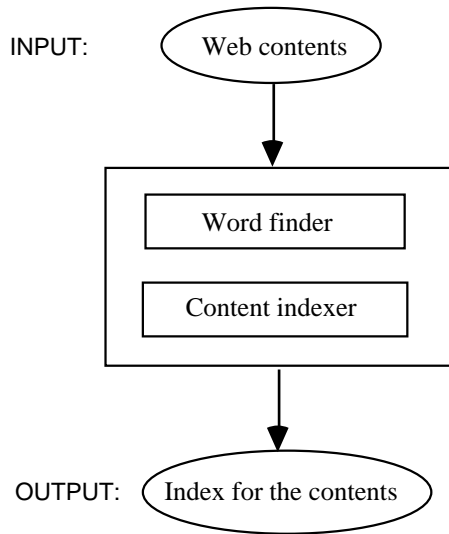 INPUT: Web contents
Word finder
Content indexer
OUTPUT: Index for the contents